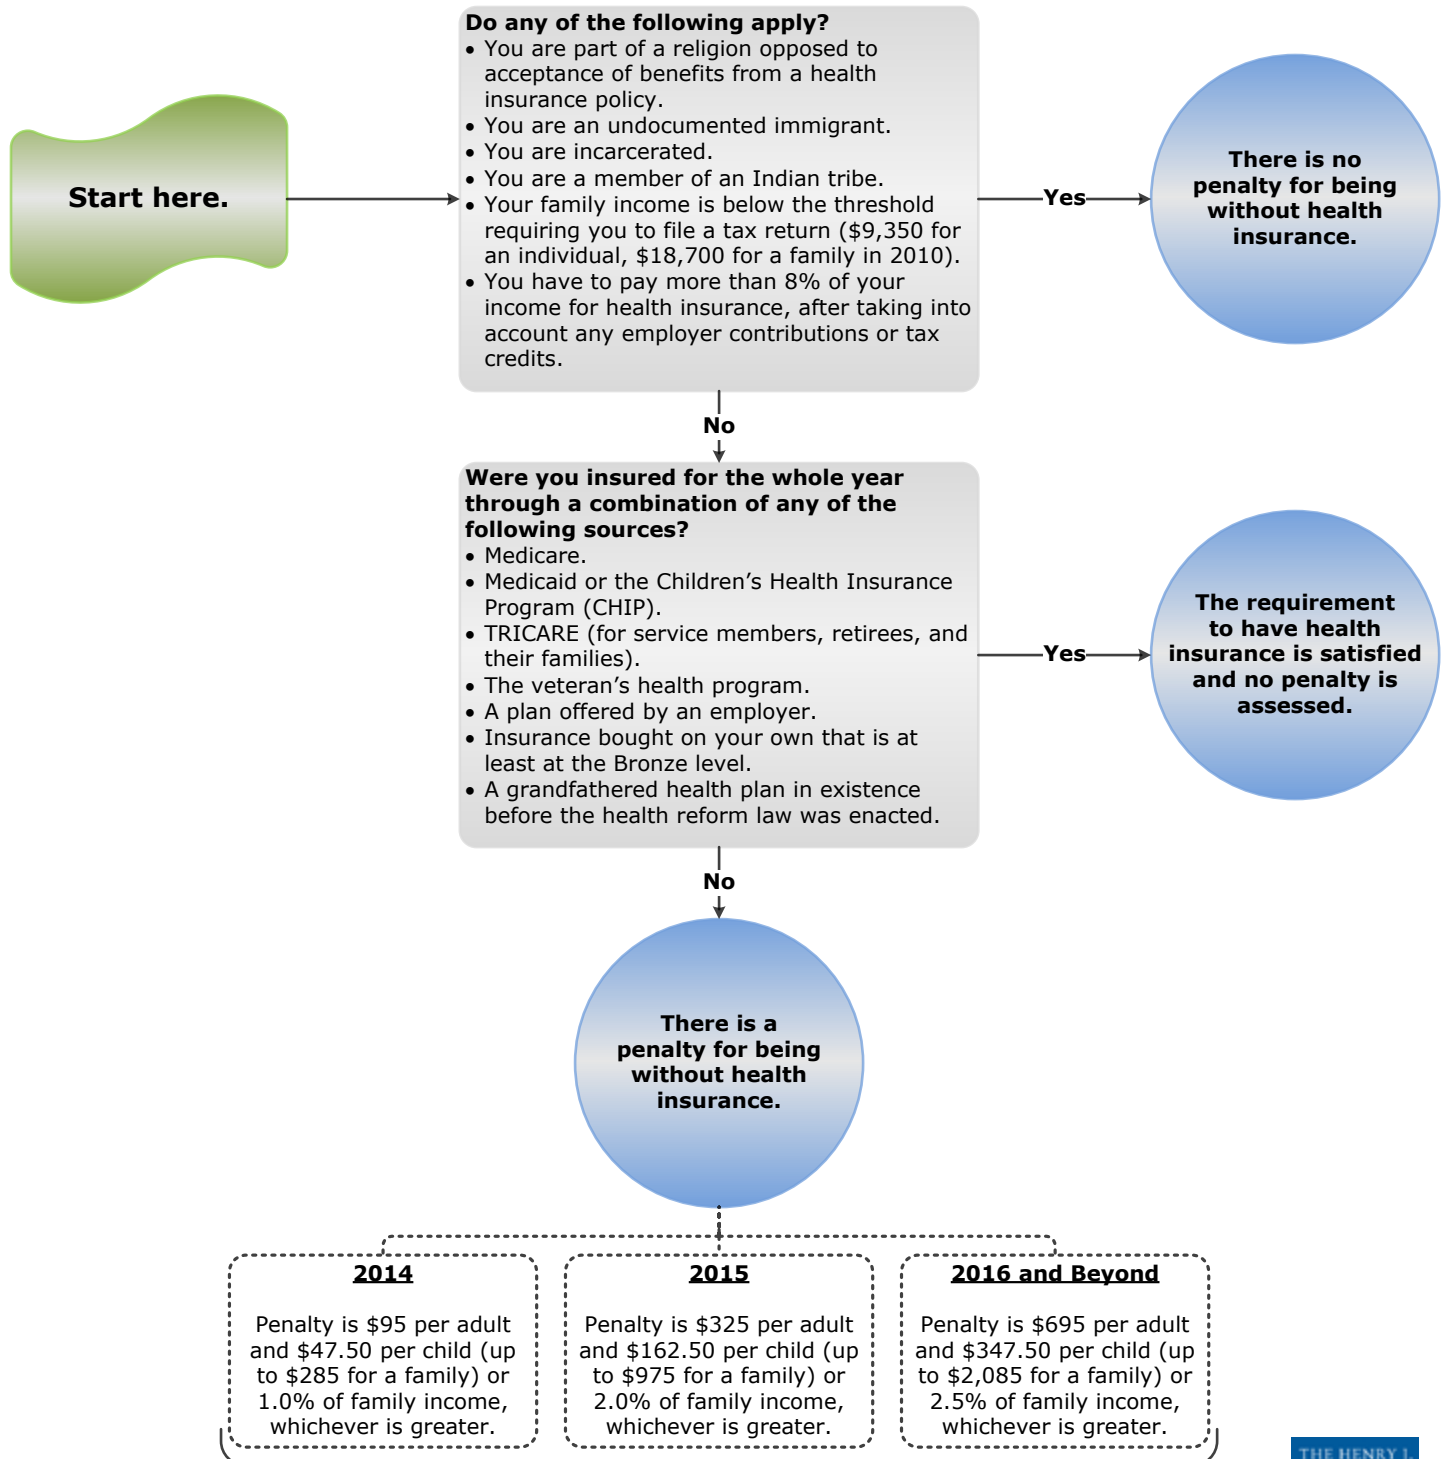 Start here.
Do any of the following apply?
• You are part of a religion opposed to
acceptance of benefits from a health
insurance policy.
• You are an undocumented immigrant.
• You are incarcerated.
• You are a member of an Indian tribe.
• Your family income is below the threshold
requiring you to file a tax return ($9,350 for
an individual, $18,700 for a family in 2010).
• You have to pay more than 8% of your
income for health insurance, after taking into
account any employer contributions or tax
credits.
Yes
There is no
penalty for being
without health
insurance.
No
Were you insured for the whole year
through a combination of any of the
following sources?
• Medicare.
• Medicaid or the Children’s Health Insurance
Program (CHIP).
• TRICARE (for service members, retirees, and
their families).
• The veteran’s health program.
• A plan offered by an employer.
• Insurance bought on your own that is at
least at the Bronze level.
• A grandfathered health plan in existence
before the health reform law was enacted.
Yes
The requirement
to have health
insurance is satisfied
and no penalty is
assessed.
No
There is a
penalty for being
without health
insurance.
2014
Penalty is $95 per adult
and $47.50 per child (up
to $285 for a family) or
1.0% of family income,
whichever is greater.
2015
Penalty is $325 per adult
and $162.50 per child (up
to $975 for a family) or
2.0% of family income,
whichever is greater.
2016 and Beyond
Penalty is $695 per adult
and $347.50 per child (up
to $2,085 for a family) or
2.5% of family income,
whichever is greater.
THE HENRY J.